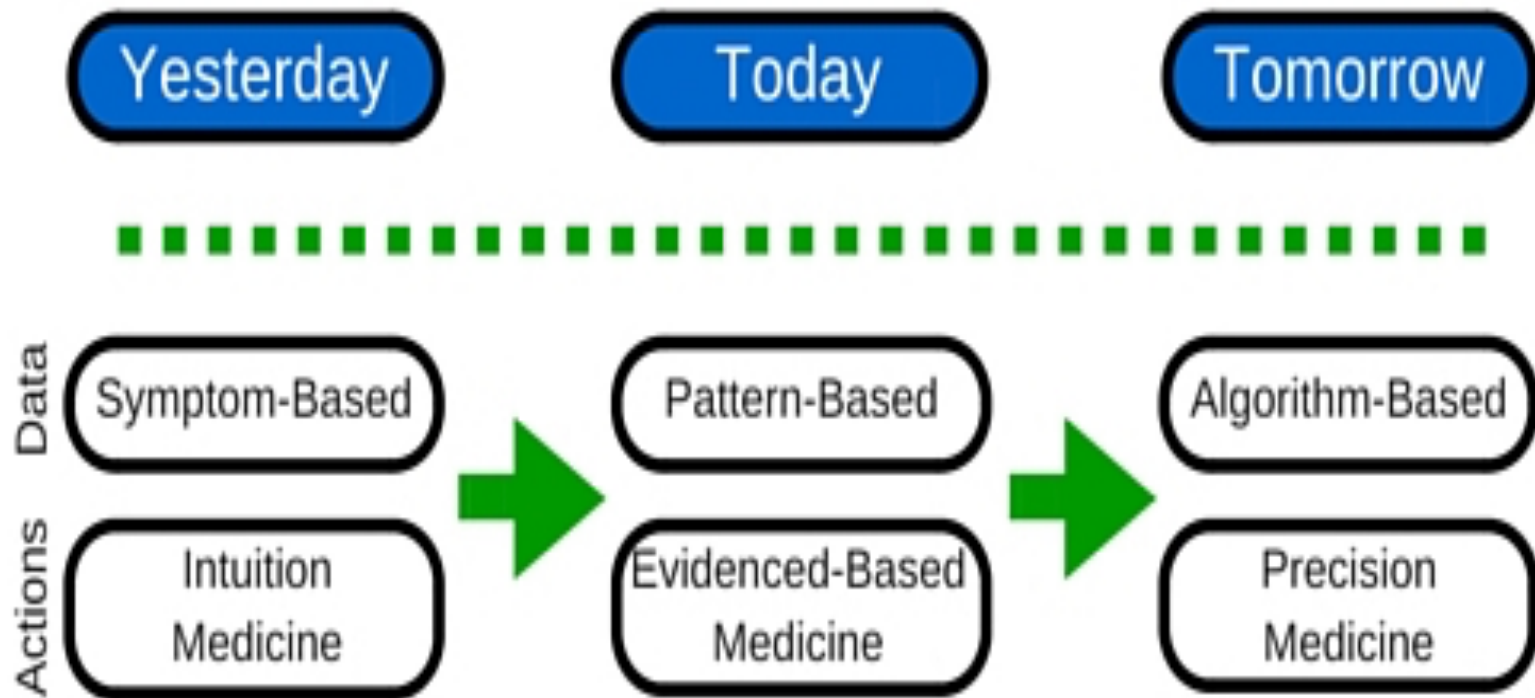 Yesterday
Today
Tomorrow
Data
Symptom-Based
Pattern-Based
Algorithm-Based
Actions
Intuition
Medicine
Evidenced-Based
Medicine
Precision
Medicine